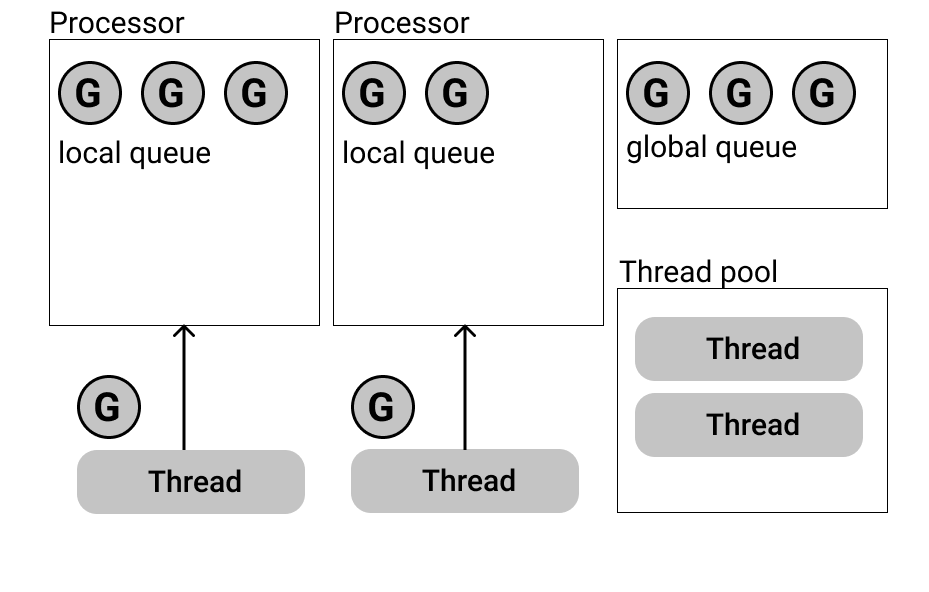 Processor
G G G
local queue
G
Thread
Processor
G G
local queue
G
Thread
G G G
global queue
Thread pool
Thread
Thread